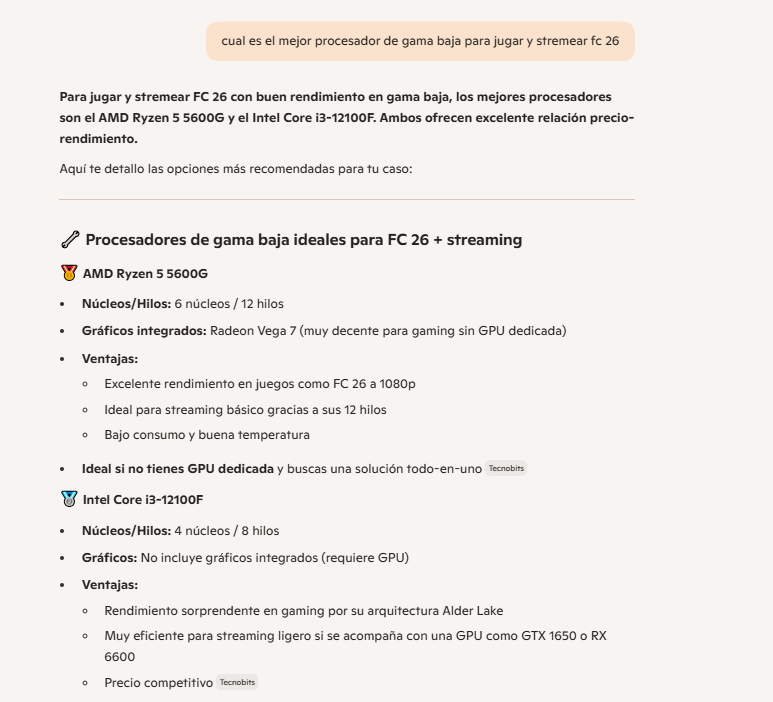 cual es el mejor procesador de gama baja para jugar y stremear fc 26
Para jugar y stremear FC 26 con buen rendimiento en gama baja, los mejores procesadores
son el AMD Ryzen 5 5600G y el Intel Core i3-12100F. Ambos ofrecen excelente relación precio-
rendimiento.
Aquí te detallo las opciones más recomendadas para tu caso:
🔧 Procesadores de gama baja ideales para FC 26 + streaming
🥇 AMD Ryzen 5 5600G
• Núcleos/Hilos: 6 núcleos / 12 hilos
• Gráficos integrados: Radeon Vega 7 (muy decente para gaming sin GPU dedicada)
• Ventajas:
◦ Excelente rendimiento en juegos como FC 26 a 1080p
◦ Ideal para streaming básico gracias a sus 12 hilos
◦ Bajo consumo y buena temperatura
• Ideal si no tienes GPU dedicada y buscas una solución todo-en-uno Tecnobits
🥈 Intel Core i3-12100F
• Núcleos/Hilos: 4 núcleos / 8 hilos
• Gráficos: No incluye gráficos integrados (requiere GPU)
• Ventajas:
◦ Rendimiento sorprendente en gaming por su arquitectura Alder Lake
◦ Muy eficiente para streaming ligero si se acompaña con una GPU como GTX 1650 o RX
6600
◦ Precio competitivo Tecnobits